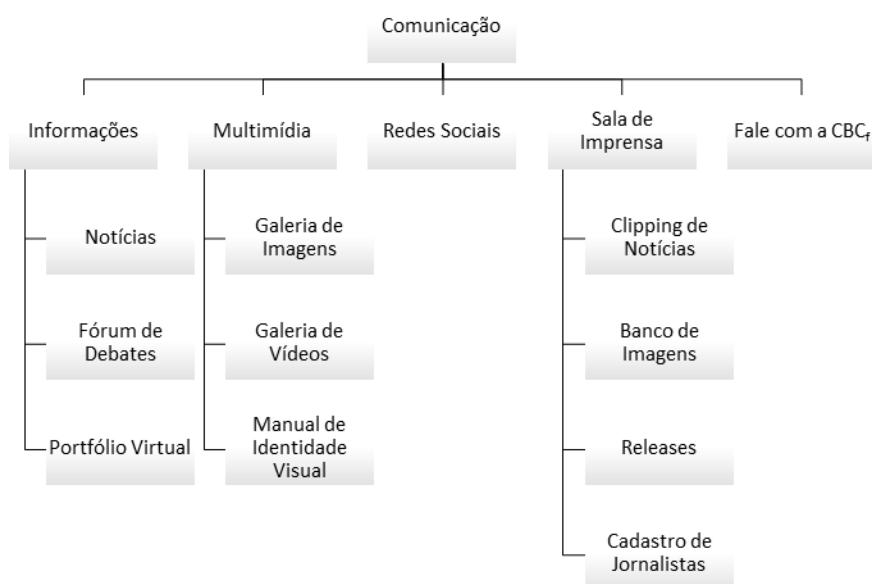 Comunicação
Informações
Multimídia
Redes Sociais
Sala de
Imprensa
Fale com a CBCf
Notícias
Fórum de
Debates
Portfólio Virtual
Galeria de
Imagens
Galeria de
Vídeos
Manual de
Identidade
Visual
Clipping de
Notícias
Banco de
Imagens
Releases
Cadastro de
Jornalistas